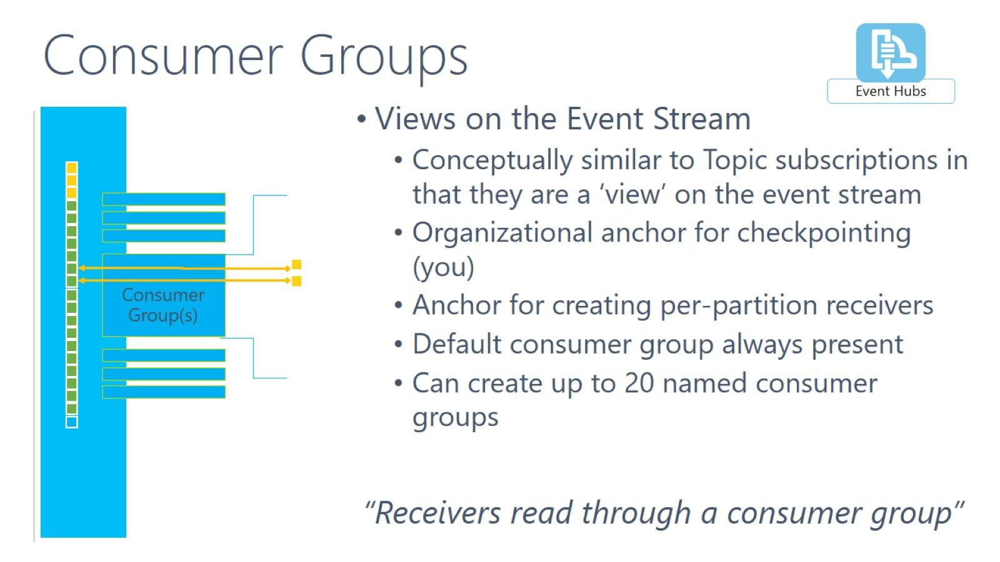 Consumer Groups
Event Hubs
• Views on the Event Stream
• Conceptually similar to Topic subscriptions in
that they are a ‘view’ on the event stream
• Organizational anchor for checkpointing
(you)
• Anchor for creating per-partition receivers
• Default consumer group always present
• Can create up to 20 named consumer
groups
Consumer
Group(s)
“Receivers read through a consumer group”